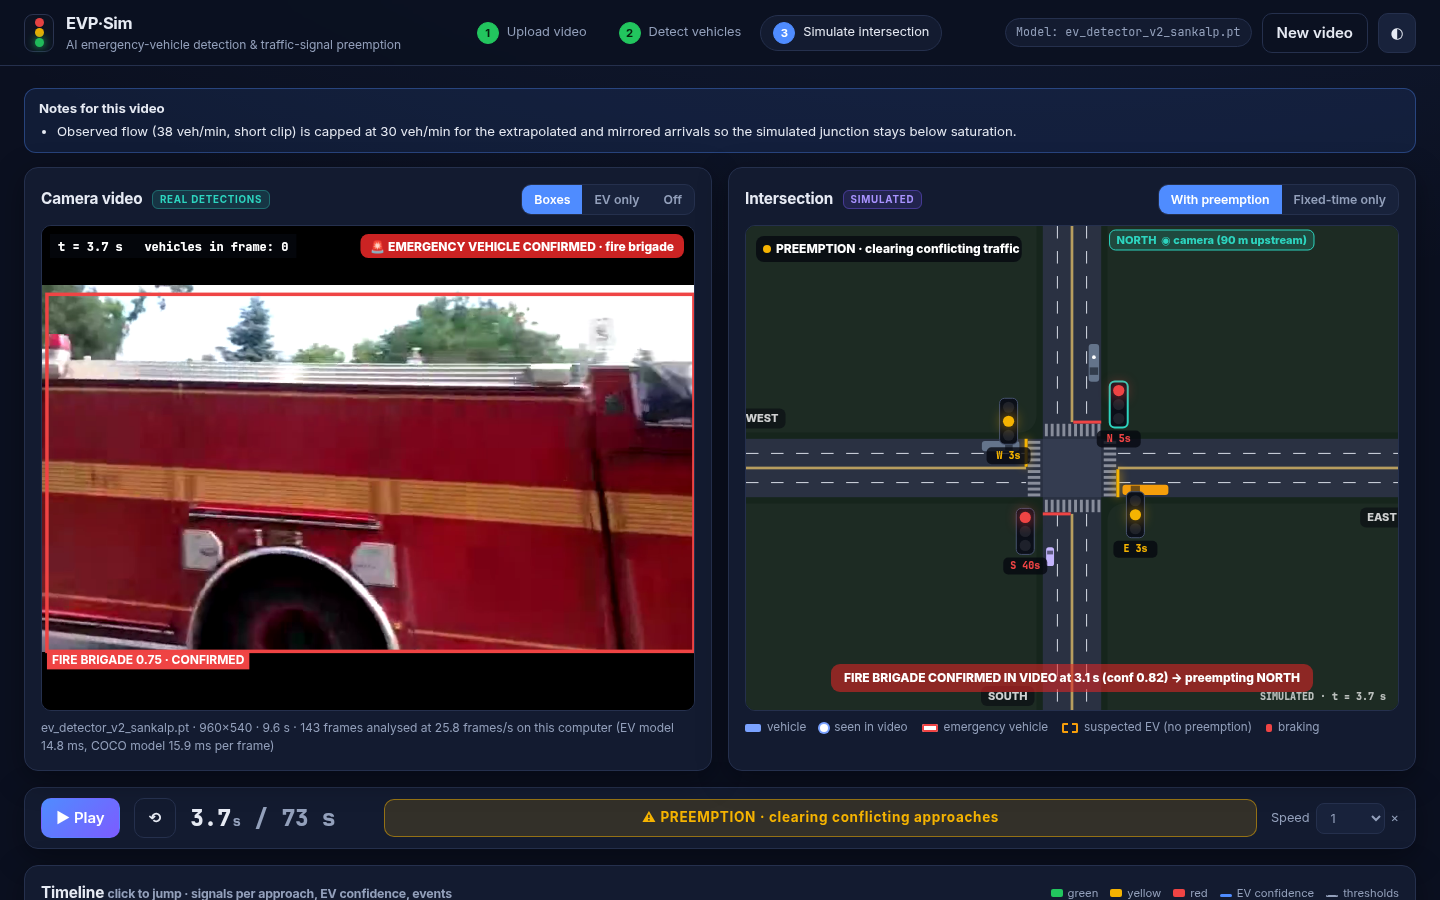 EVP·Sim
AI emergency-vehicle detection & traffic-signal preemption
1 Upload video
2 Detect vehicles
3 Simulate intersection
Model: ev_detector_v2_sankalp.pt
New video
Notes for this video
• Observed flow (38 veh/min, short clip) is capped at 30 veh/min for the extrapolated and mirrored arrivals so the simulated junction stays below saturation.
Camera video REAL DETECTIONS
Boxes EV only Off
t = 3.7 s vehicles in frame: 0
🚨 EMERGENCY VEHICLE CONFIRMED · fire brigade
FIRE BRIGADE 0.75 · CONFIRMED
ev_detector_v2_sankalp.pt · 960×540 · 9.6 s · 143 frames analysed at 25.8 frames/s on this computer (EV model
14.8 ms, COCO model 15.9 ms per frame)
Intersection SIMULATED
With preemption Fixed-time only
PREEMPTION · clearing conflicting traffic
NORTH ◉ camera (90 m upstream)
WEST
N 5s
W 3s
EAST
E 3s
S 40s
FIRE BRIGADE CONFIRMED IN VIDEO at 3.1 s (conf 0.82) → preempting NORTH
SOUTH
SIMULATED · t = 3.7 s
vehicle seen in video emergency vehicle suspected EV (no preemption) braking
▶ Play
⟲
3.7s / 73 s
⚠ PREEMPTION · clearing conflicting approaches
Speed 1 ×
Timeline click to jump · signals per approach, EV confidence, events
green yellow red EV confidence thresholds